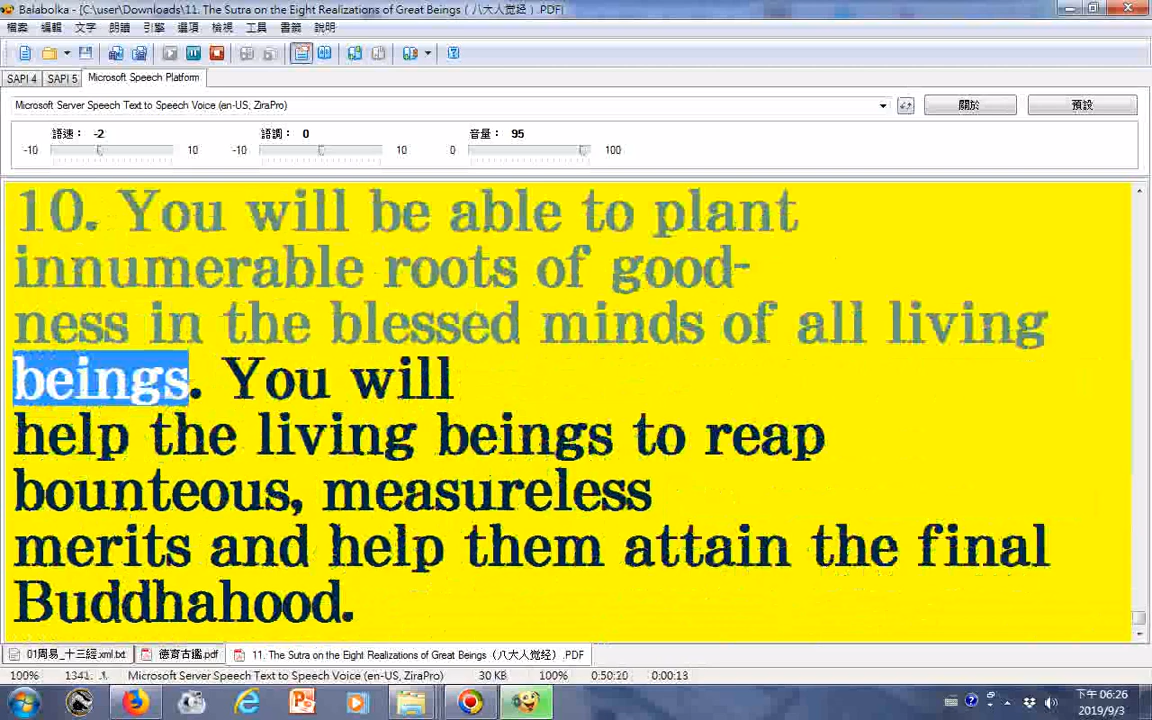 Balabolka - [C:\user\Downloads\11. The Sutra on the Eight Realizations of Great Beings（八大人觉经）.PDF]
檔案 編輯 文字 朗讀 引擎 選項 檢視 工具 書籤 說明
SAPI 4 SAPI 5 Microsoft Speech Platform
Microsoft Server Speech Text to Speech Voice (en-US, ZiraPro) 關於 預設
語速： -2 語調： 0 音量： 95
-10 10 -10 10 0 100
10. You will be able to plant
innumerable roots of good-
ness in the blessed minds of all living
beings. You will
help the living beings to reap
bounteous, measureless
merits and help them attain the final
Buddhahood.
01周易_十三經.xml.txt 德育古鑑.pdf 11. The Sutra on the Eight Realizations of Great Beings（八大人觉经）.PDF
100% Microsoft Server Speech Text to Speech Voice (en-US, ZiraPro) 30 KB 100% 0:50:20 0:00:13
下午 06:26
2019/9/3